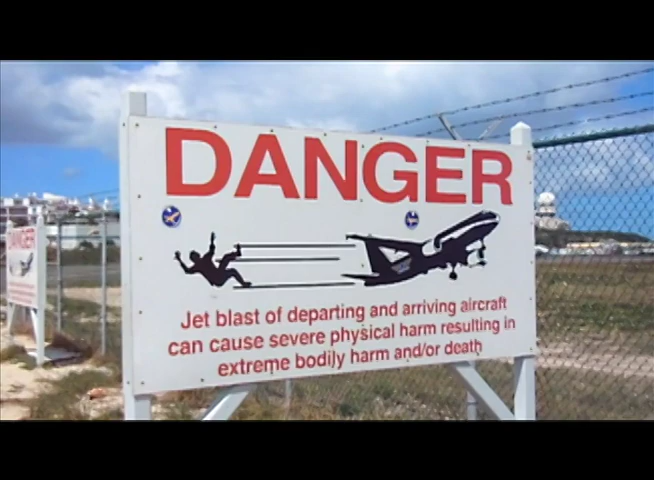 DANGER
Jet blast of departing and arriving aircraft
can cause severe physical harm resulting in
extreme bodily harm and/or death
DANGER